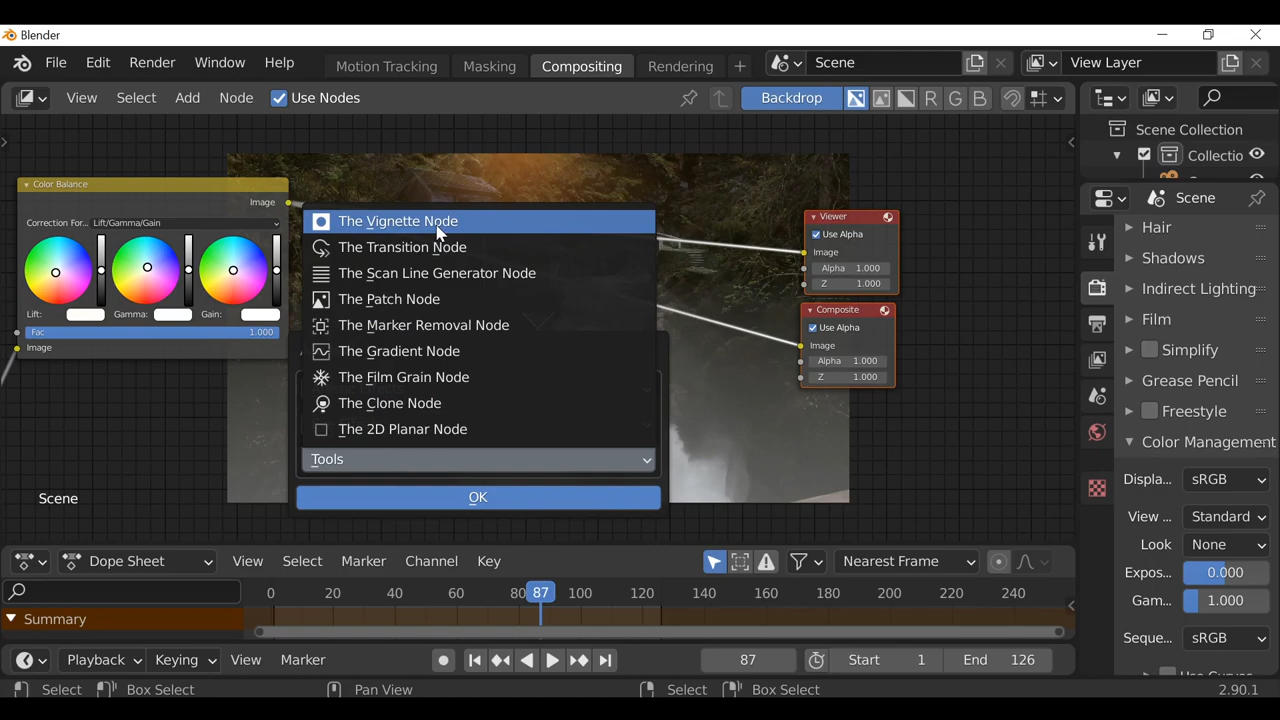 Blender
File Edit Render Window Help Motion Tracking Masking Compositing Rendering + Scene View Layer
View Select Add Node Use Nodes Backdrop R G B
Scene Collection
Collectio
Color Balance
Image
Correction For... Lift/Gamma/Gain
Lift: Gamma: Gain:
Fac 1.000
Image
The Vignette Node
The Transition Node
The Scan Line Generator Node
The Patch Node
The Marker Removal Node
The Gradient Node
The Film Grain Node
The Clone Node
The 2D Planar Node
Tools
OK
Viewer
Use Alpha
Image
Alpha 1.000
Z 1.000
Composite
Use Alpha
Image
Alpha 1.000
Z 1.000
Scene
Scene
Hair
Shadows
Indirect Lighting
Film
Simplify
Grease Pencil
Freestyle
Color Management
Displa... sRGB
View ... Standard
Look None
Expos... 0.000
Gam... 1.000
Seque... sRGB
Dope Sheet View Select Marker Channel Key Nearest Frame
0 20 40 60 80 87 100 120 140 160 180 200 220 240
Summary
Playback Keying View Marker 87 Start 1 End 126
Select Box Select Pan View Select Box Select 2.90.1